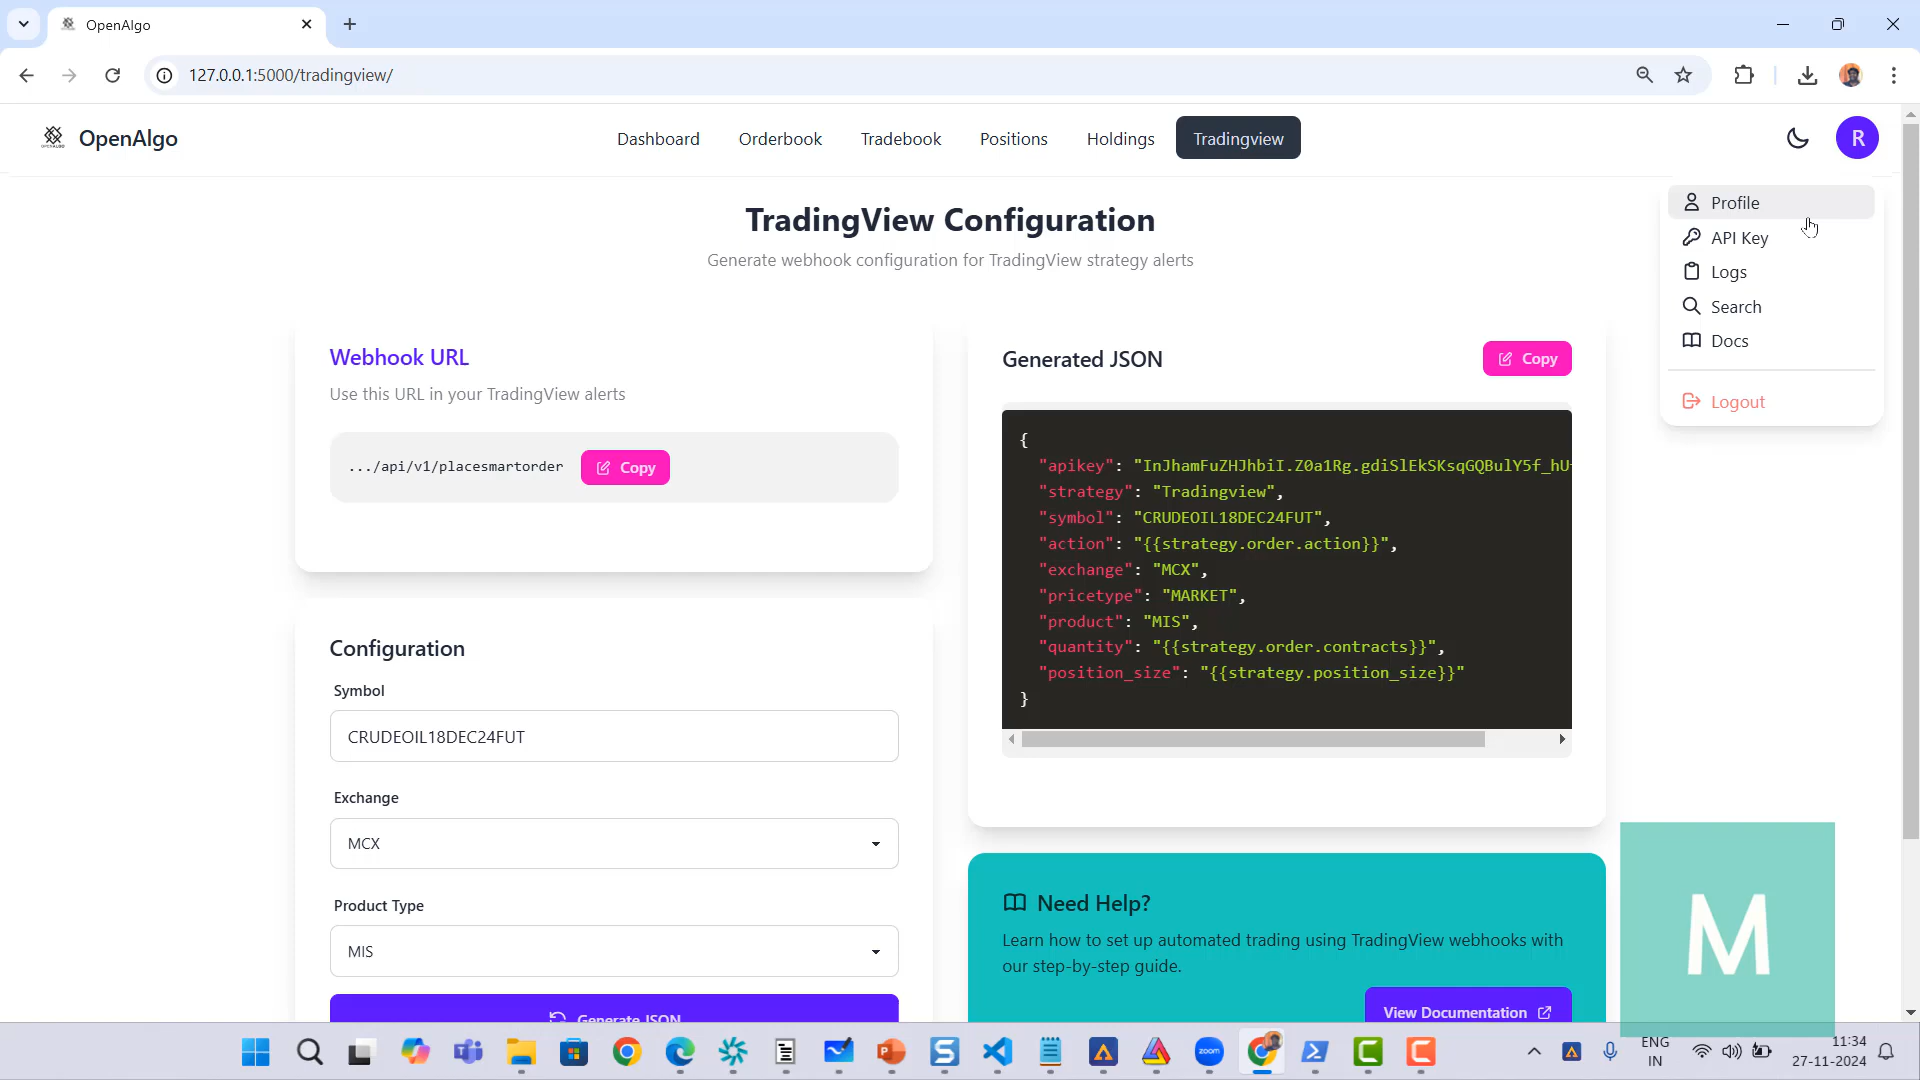 OpenAlgo
127.0.0.1:5000/tradingview/
OpenAlgo
Dashboard
Orderbook
Tradebook
Positions
Holdings
Tradingview
R
Profile
API Key
Logs
Search
Docs
Logout
TradingView Configuration
Generate webhook configuration for TradingView strategy alerts
Webhook URL
Use this URL in your TradingView alerts
.../api/v1/placesmartorder
Copy
Configuration
Symbol
CRUDEOIL18DEC24FUT
Exchange
MCX
Product Type
MIS
Generate JSON
Generated JSON
Copy
{
"apikey": "InJhamFuZHJhbiI.Z0a1Rg.gdiSlEkSKsqGQBulY5f_hU
"strategy": "Tradingview",
"symbol": "CRUDEOIL18DEC24FUT",
"action": "{{strategy.order.action}}",
"exchange": "MCX",
"pricetype": "MARKET",
"product": "MIS",
"quantity": "{{strategy.order.contracts}}",
"position_size": "{{strategy.position_size}}"
}
Need Help?
Learn how to set up automated trading using TradingView webhooks with
our step-by-step guide.
View Documentation
M
zoom
ENG
IN
11:34
27-11-2024